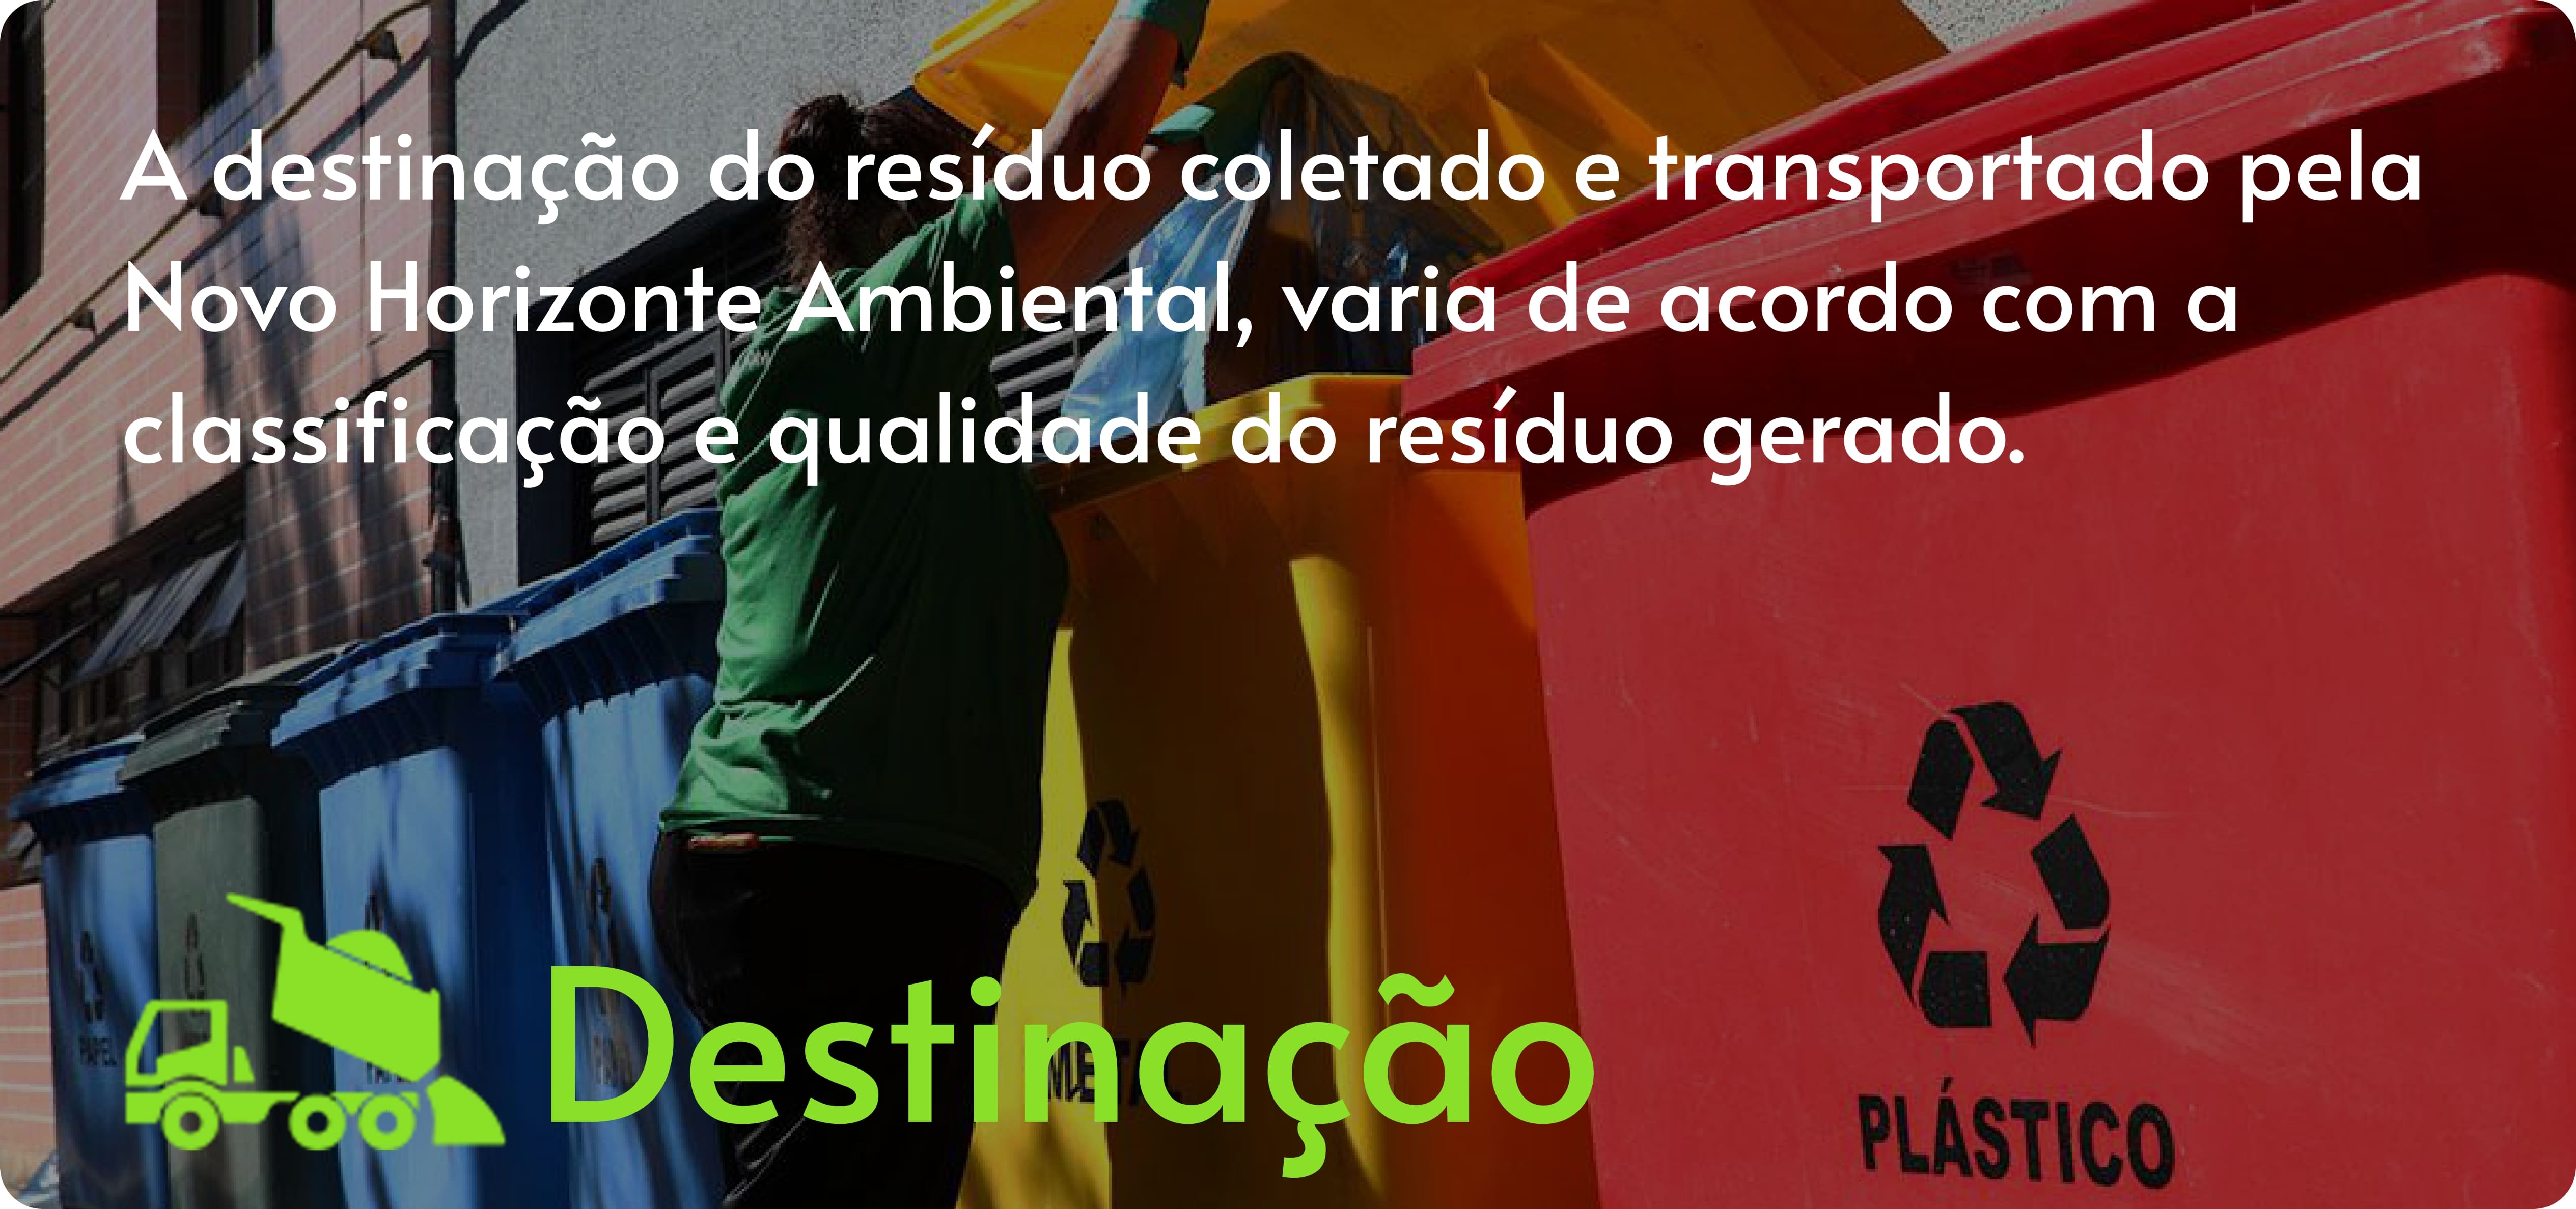 A destinação do resíduo coletado e transportado pela
Novo Horizonte Ambiental, varia de acordo com a
classificação e qualidade do resíduo gerado.
Destinação
PAPEL
PLÁSTICO